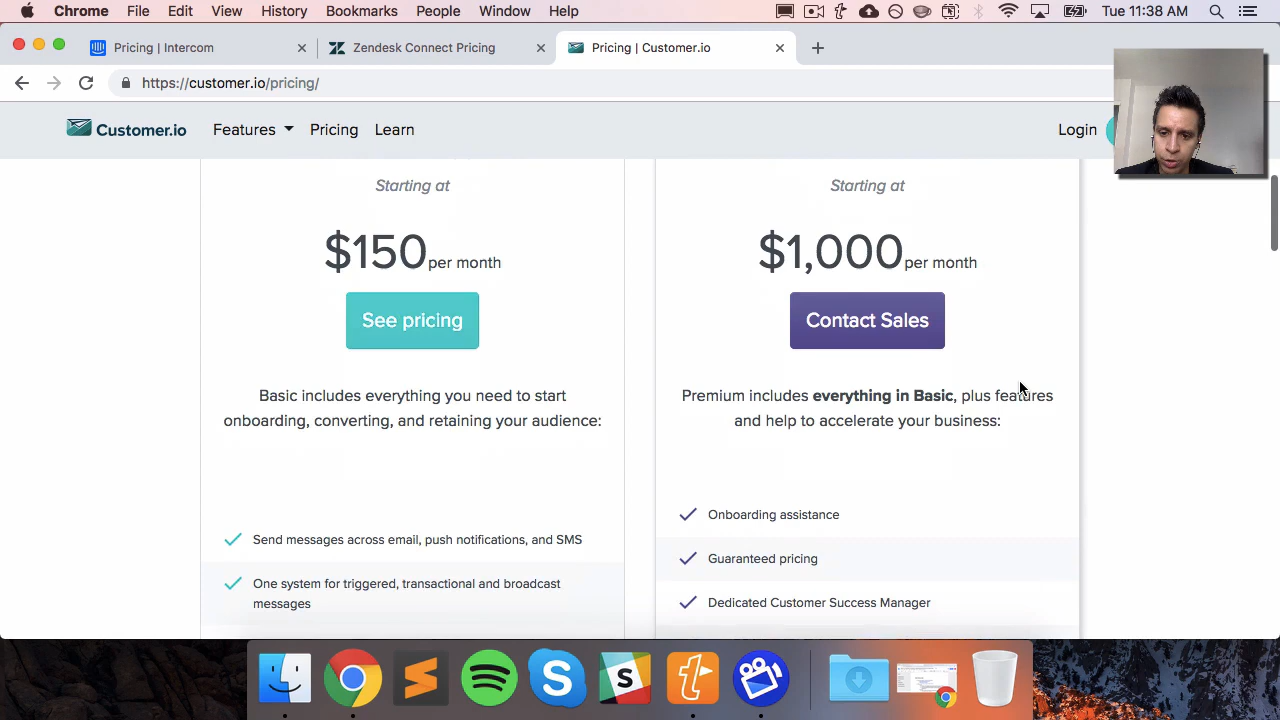 Chrome File Edit View History Bookmarks People Window Help Tue 11:38 AM
Pricing | Intercom
Zendesk Connect Pricing
Pricing | Customer.io
https://customer.io/pricing/
Customer.io Features Pricing Learn Login
Starting at
$150 per month
See pricing
Basic includes everything you need to start
onboarding, converting, and retaining your audience:
Send messages across email, push notifications, and SMS
One system for triggered, transactional and broadcast
messages
Starting at
$1,000 per month
Contact Sales
Premium includes everything in Basic, plus features
and help to accelerate your business:
Onboarding assistance
Guaranteed pricing
Dedicated Customer Success Manager